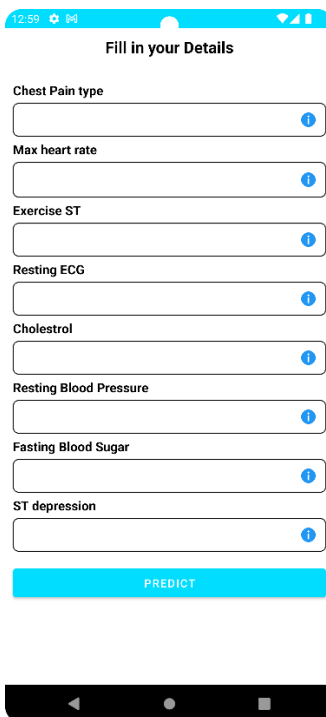 12:59
Fill in your Details
Chest Pain type
Max heart rate
Exercise ST
Resting ECG
Cholestrol
Resting Blood Pressure
Fasting Blood Sugar
ST depression
PREDICT